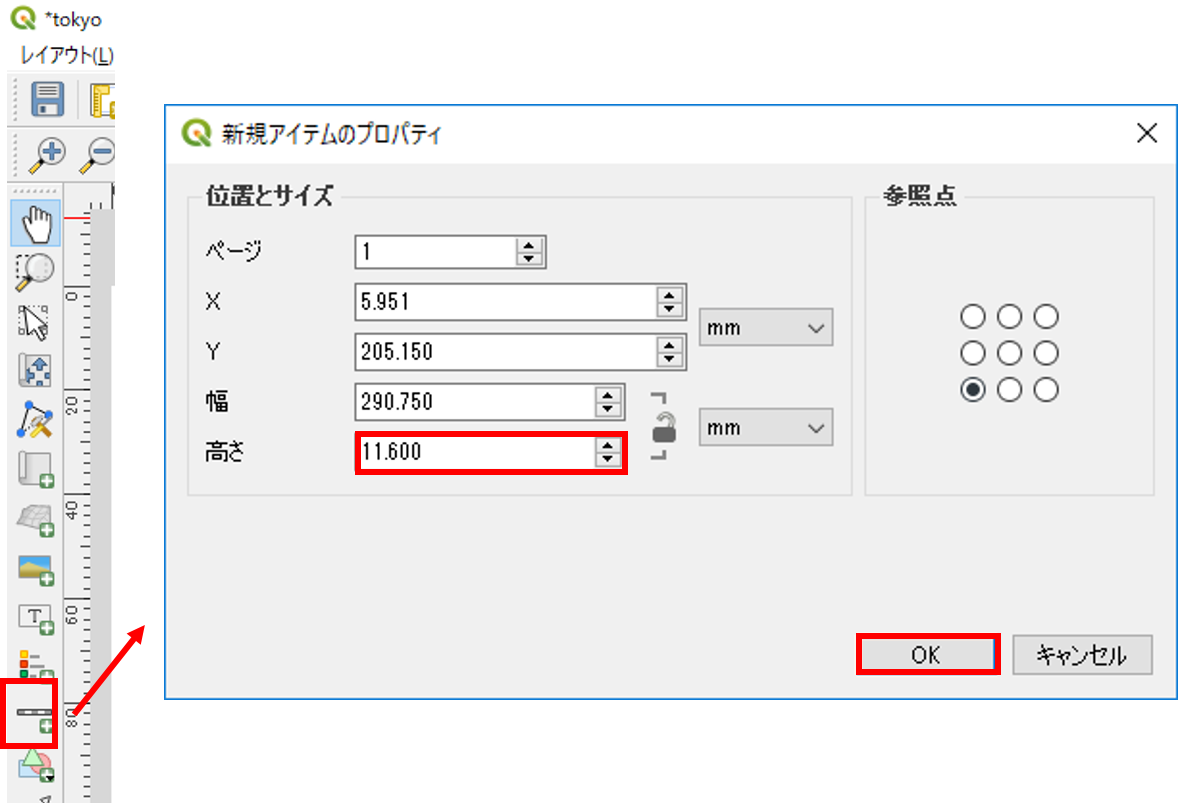 *tokyo
レイアウト(L)
新規アイテムのプロパティ
位置とサイズ
参照点
ページ
1
X
5.951
mm
Y
205.150
幅
290.750
mm
高さ
11.600
0
20
40
60
80
OK
キャンセル